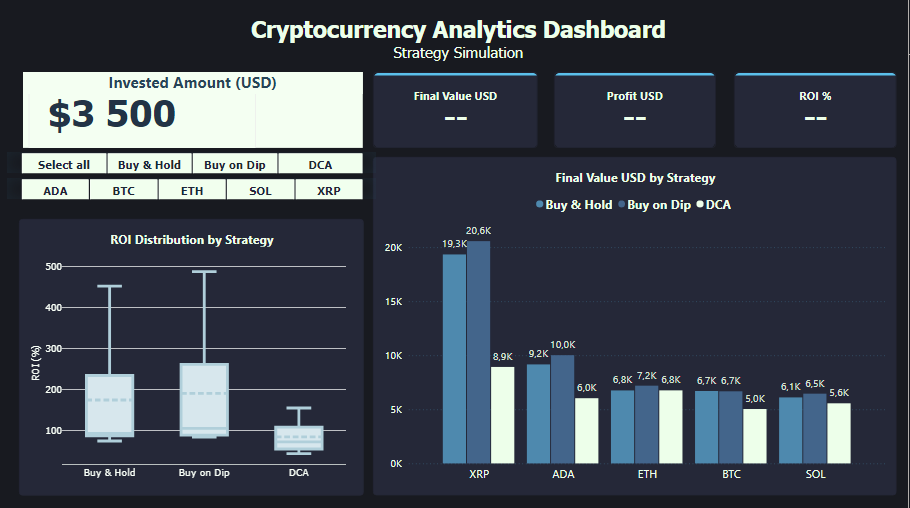 Cryptocurrency Analytics Dashboard
Strategy Simulation
Invested Amount (USD)
$3 500
Final Value USD
--
Profit USD
--
ROI %
--
Select all
Buy & Hold
Buy on Dip
DCA
ADA
BTC
ETH
SOL
XRP
ROI Distribution by Strategy
ROI (%)
500
400
300
200
100
Buy & Hold
Buy on Dip
DCA
Final Value USD by Strategy
Buy & Hold Buy on Dip DCA
20K
15K
10K
5K
0K
19,3K
20,6K
8,9K
9,2K
10,0K
6,0K
6,8K
7,2K
6,8K
6,7K
6,7K
5,0K
6,1K
6,5K
5,6K
XRP
ADA
ETH
BTC
SOL